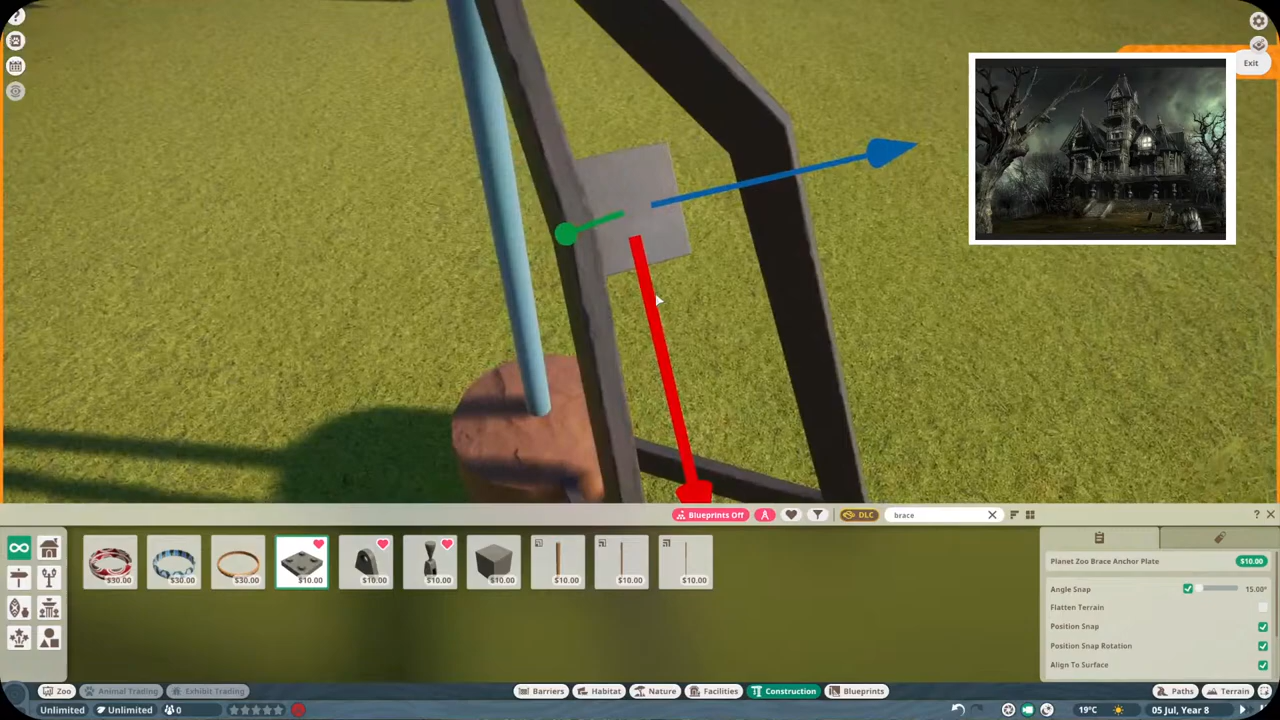 ?
Exit
Blueprints Off
DLC
brace
?
$30.00
$30.00
$30.00
$10.00
$10.00
$10.00
$10.00
$10.00
$10.00
$10.00
Planet Zoo Brace Anchor Plate
$10.00
Angle Snap
15.00°
Flatten Terrain
Position Snap
Position Snap Rotation
Align To Surface
Zoo
Animal Trading
Exhibit Trading
Barriers
Habitat
Nature
Facilities
Construction
Blueprints
Paths
Terrain
Unlimited
Unlimited
0
19°C
05 Jul, Year 8